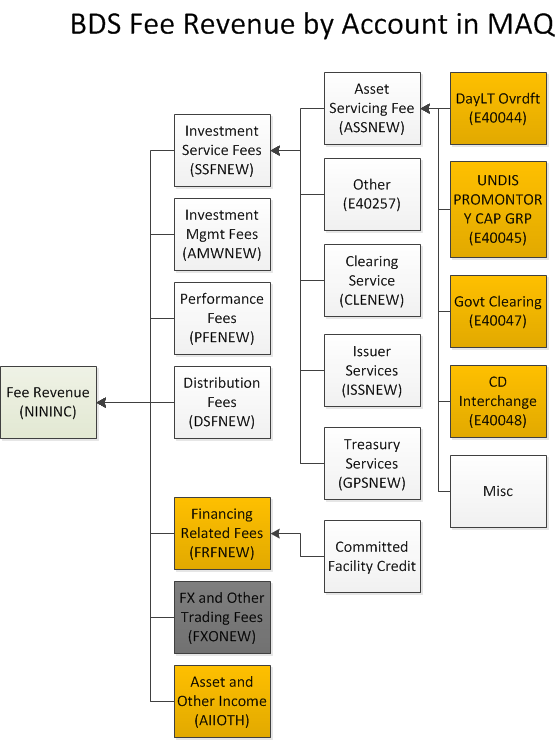 BDS Fee Revenue by Account in MAQ
Fee Revenue
(NININC)
Investment
Service Fees
(SSFNEW)
Investment
Mgmt Fees
(AMWNEW)
Performance
Fees
(PFENEW)
Distribution
Fees
(DSFNEW)
Financing
Related Fees
(FRFNEW)
FX and Other
Trading Fees
(FXONEW)
Asset and
Other Income
(AIIOTH)
Asset
Servicing Fee
(ASSNEW)
Other
(E40257)
Clearing
Service
(CLENEW)
Issuer
Services
(ISSNEW)
Treasury
Services
(GPSNEW)
Committed
Facility Credit
DayLT Ovrdft
(E40044)
UNDIS
PROMONTOR
Y CAP GRP
(E40045)
Govt Clearing
(E40047)
CD
Interchange
(E40048)
Misc